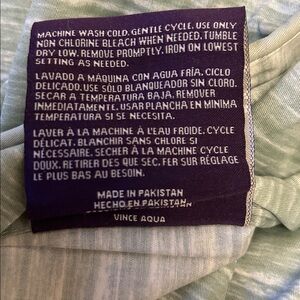 MACHINE WASH COLD. GENTLE CYCLE. USE ONLY
NON CHLORINE BLEACH WHEN NEEDED. TUMBLE
DRY LOW. REMOVE PROMPTLY. IRON ON LOWEST
SETTING AS NEEDED.
LAVADO A MÁQUINA CON AGUA FRÍA. CICLO
DELICADO. USE SÓLO BLANQUEADOR SIN CLORO.
SECAR A TEMPERATURA BAJA. REMOVER
INMEDIATAMENTE. USAR PLANCHA EN MINIMA
TEMPERATURA SI SE NECESITA.
LAVER À LA MACHINE À L'EAU FROIDE. CYCLE
DÉLICAT. BLANCHIR SANS CHLORE SI
NÉCESSAIRE. SÉCHER À LA MACHINE CYCLE
DOUX. RETIRER DES QUE SEC. FER SUR RÉGLAGE
LE PLUS BAS AU BESOIN.
MADE IN PAKISTAN
HECHO EN PAKISTAN
VINCE AQUA